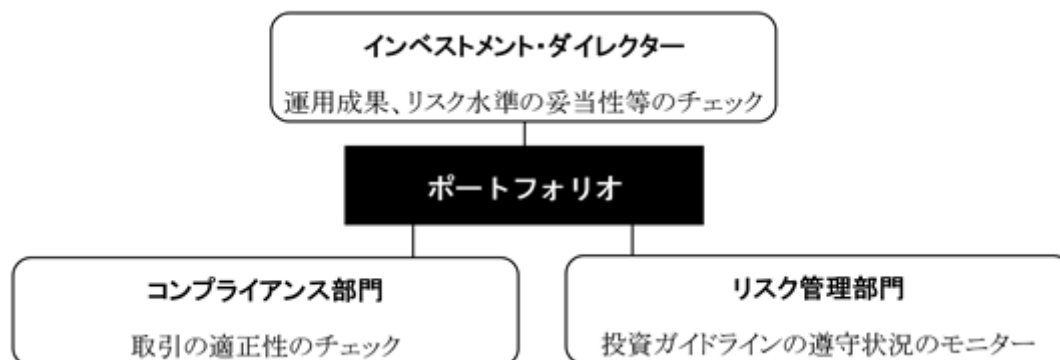 インベストメント・ダイレクター
運用成果、リスク水準の妥当性等のチェック
ポートフォリオ
コンプライアンス部門
取引の適正性のチェック
リスク管理部門
投資ガイドラインの遵守状況のモニター